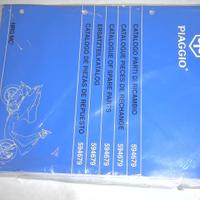 PIAGGIO
CATALOGO PARTI DI RICAMBIO 594679
CATALOGUE PIECES DE RECHANGE 594679
CATALOGUE OF SPARE PARTS 594679
ERSATZTEILKATALOG 594679
CATALOGO DE PIEZAS DE REPUESTO 594679